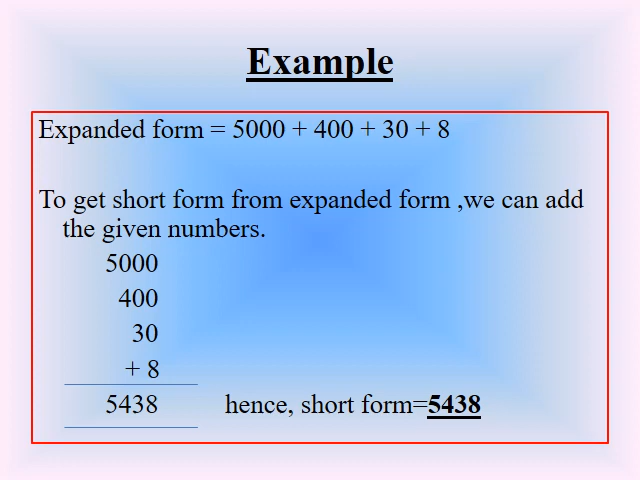 Example
Expanded form = 5000 + 400 + 30 + 8
To get short form from expanded form ,we can add
the given numbers.
5000
400
30
+ 8
5438 hence, short form=5438